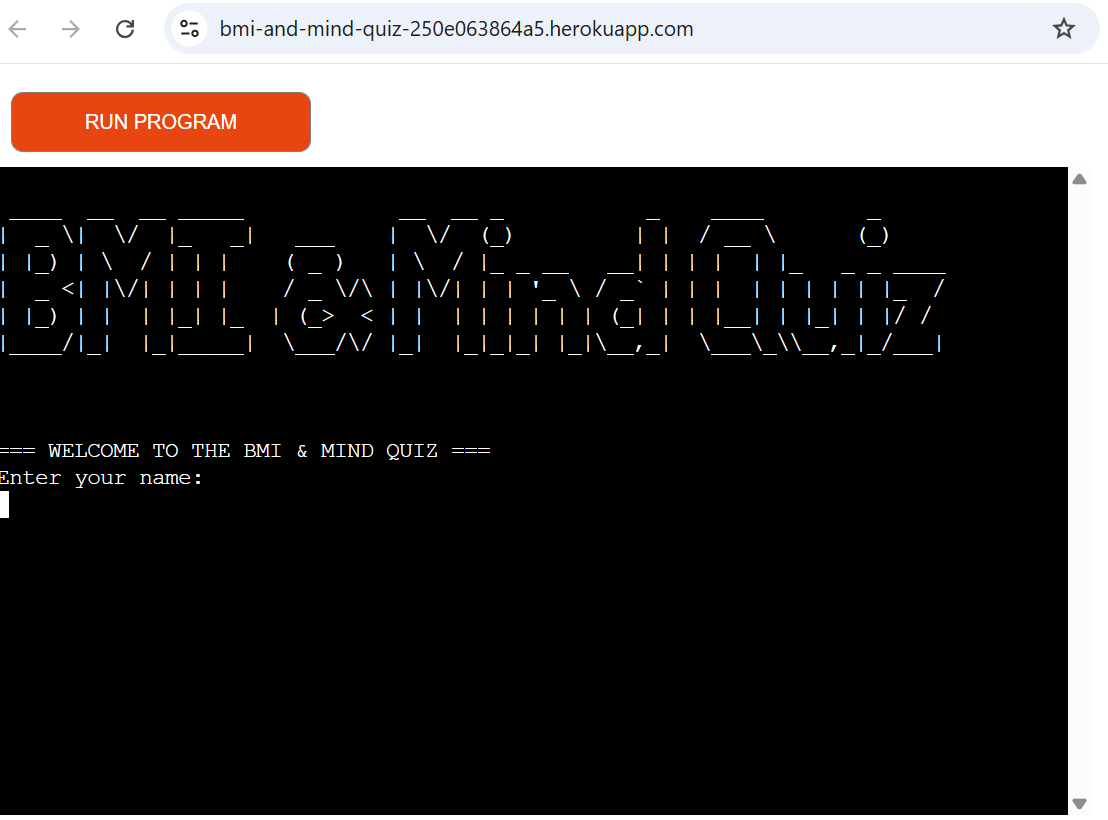 bmi-and-mind-quiz-250e063864a5.herokuapp.com
RUN PROGRAM
BMI & Mind Quiz
=== WELCOME TO THE BMI & MIND QUIZ ===
Enter your name: